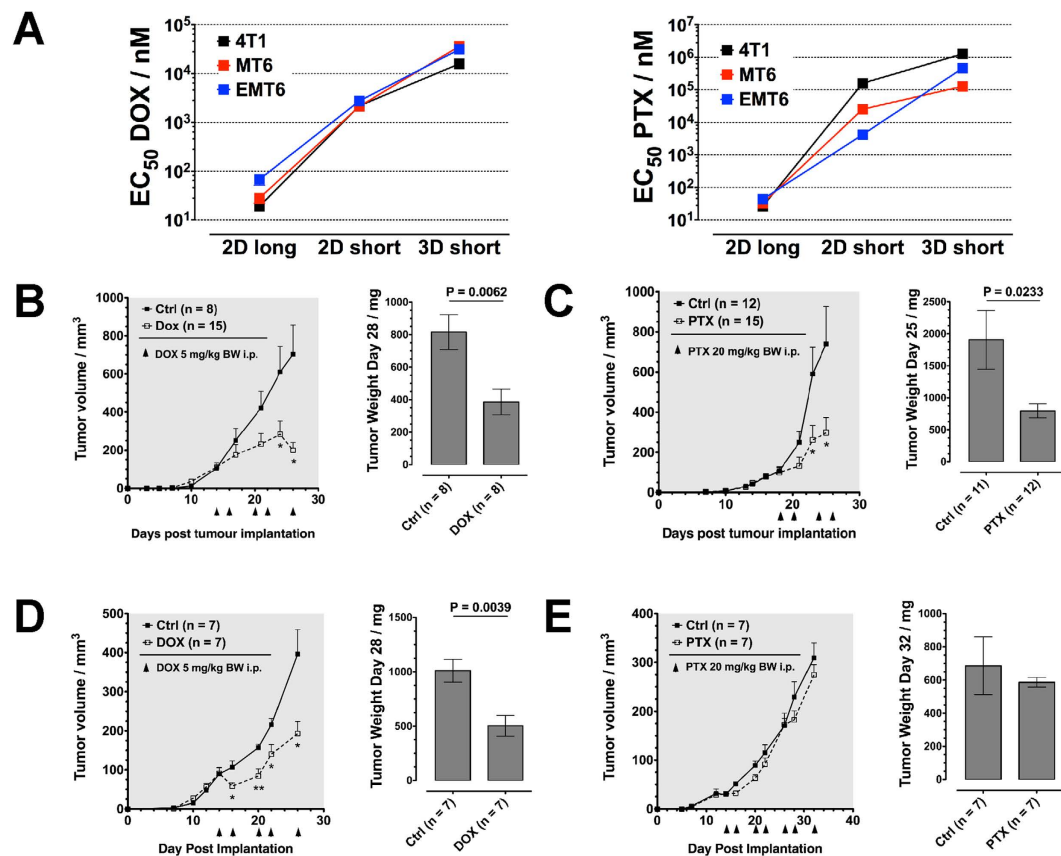 A
EC50 DOX / nM
10^5
10^4
10^3
10^2
10^1
4T1
MT6
EMT6
2D long 2D short 3D short
EC50 PTX / nM
10^7
10^6
10^5
10^4
10^3
10^2
10^1
4T1
MT6
EMT6
2D long 2D short 3D short
B
Tumor volume / mm3
1000
800
600
400
200
0
Ctrl (n = 8)
Dox (n = 15)
DOX 5 mg/kg BW i.p.
*
*
0 10 20 30
Days post tumour implantation
Tumor Weight Day 28 / mg
1000
800
600
400
200
0
P = 0.0062
Ctrl (n = 8)
DOX (n = 8)
C
Tumor volume / mm3
1000
800
600
400
200
0
Ctrl (n = 12)
PTX (n = 15)
PTX 20 mg/kg BW i.p.
*
*
0 10 20 30
Days post tumour implantation
Tumor Weight Day 25 / mg
2500
2000
1500
1000
500
0
P = 0.0233
Ctrl (n = 11)
PTX (n = 12)
D
Tumor volume / mm3
500
400
300
200
100
0
Ctrl (n = 7)
DOX (n = 7)
DOX 5 mg/kg BW i.p.
*
**
*
*
0 10 20 30
Day Post Implantation
Tumor Weight Day 28 / mg
1500
1000
500
0
P = 0.0039
Ctrl (n = 7)
DOX (n = 7)
E
Tumor volume / mm3
400
300
200
100
0
Ctrl (n = 7)
PTX (n = 7)
PTX 20 mg/kg BW i.p.
0 10 20 30 40
Day Post Implantation
Tumor Weight Day 32 / mg
1000
800
600
400
200
0
Ctrl (n = 7)
PTX (n = 7)